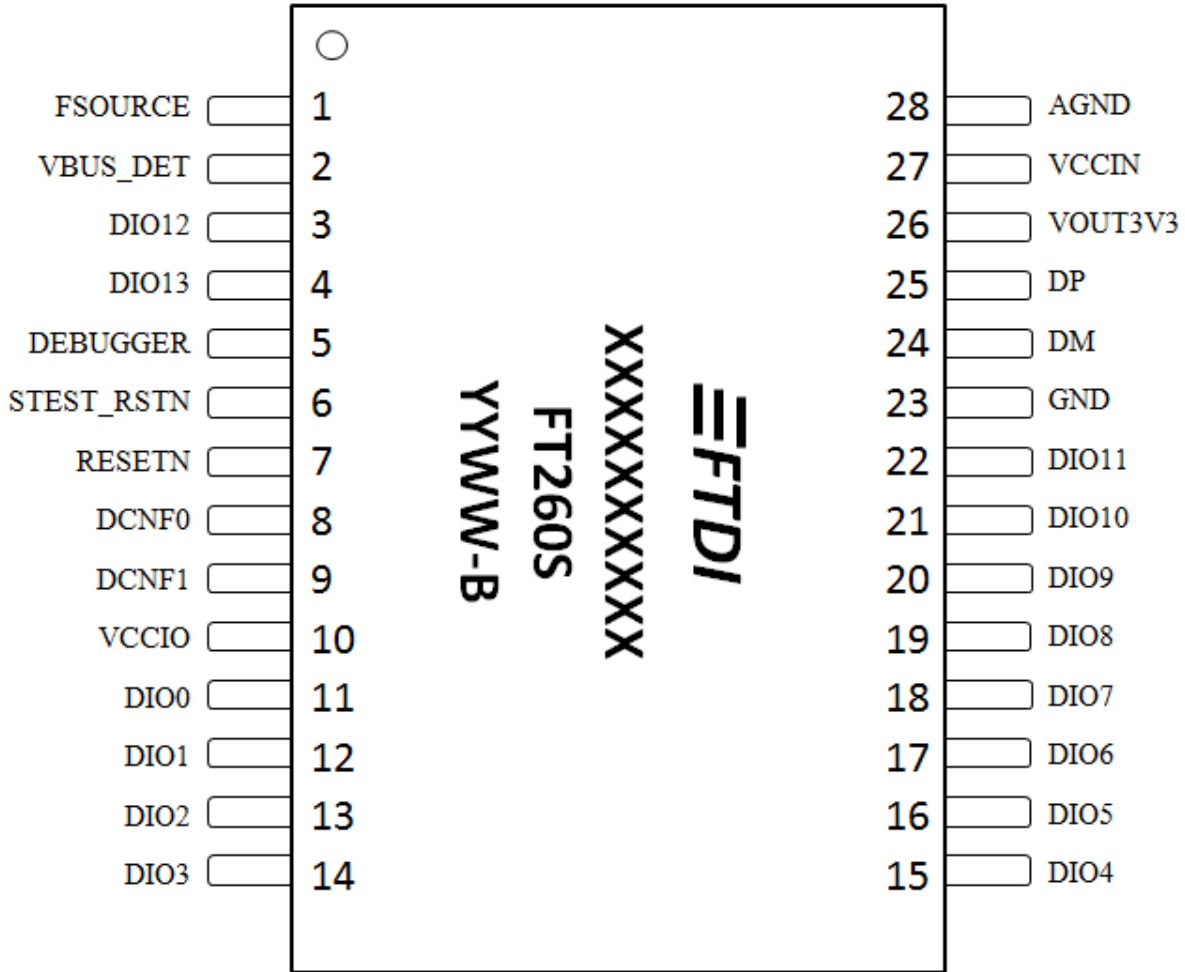 FSOURCE 1 28 AGND
VBUS_DET 2 27 VCCIN
DIO12 3 26 VOUT3V3
DIO13 4 25 DP
DEBUGGER 5 24 DM
STEST_RSTN 6 23 GND
RESETN 7 22 DIO11
DCNF0 8 21 DIO10
DCNF1 9 20 DIO9
VCCIO 10 19 DIO8
DIO0 11 18 DIO7
DIO1 12 17 DIO6
DIO2 13 16 DIO5
DIO3 14 15 DIO4
FTDI
XXXXXXXXXX
FT260S
YYWW-B